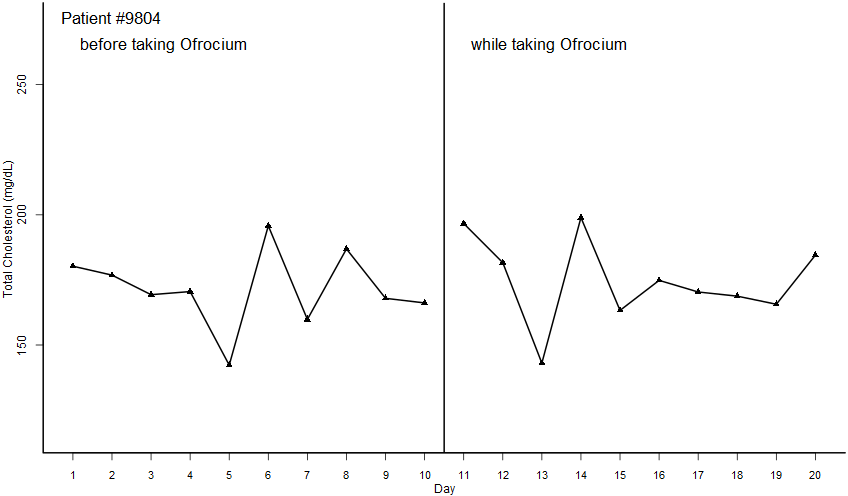 Patient #9804
before taking Ofrocium
while taking Ofrocium
Total Cholesterol (mg/dL)
250
200
150
1 2 3 4 5 6 7 8 9 10 11 12 13 14 15 16 17 18 19 20
Day